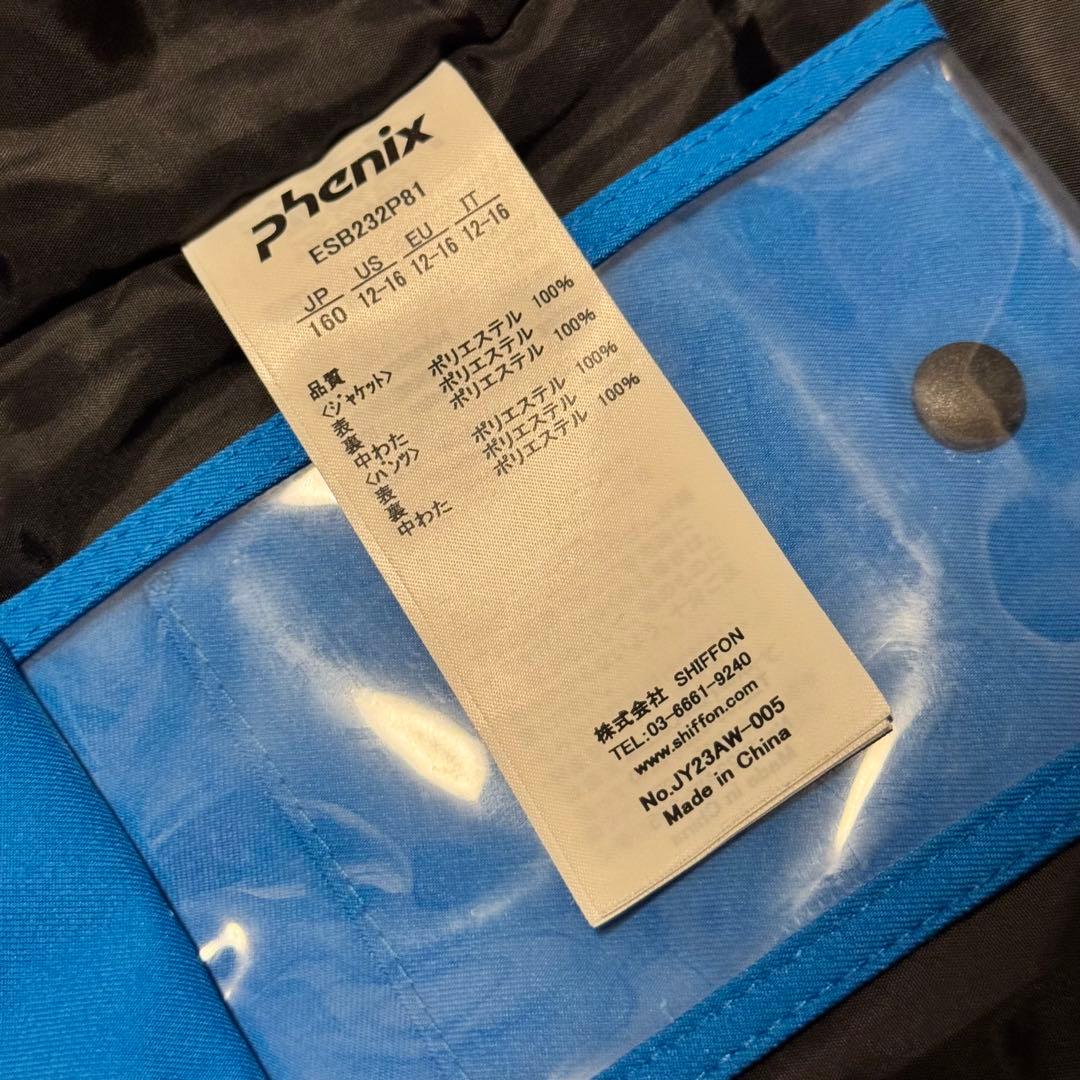 Phenix
ESB232P81
JP US EU IT
160 12-16 12-16 12-16
品質
〈ジャケット〉
表 ポリエステル 100%
裏 ポリエステル
中わた ポリエステル 100%
〈パンツ〉
表 ポリエステル 100%
裏 ポリエステル
中わた ポリエステル 100%
株式会社 SHIFFON
TEL:03-6661-9240
www.shiffon.com
No.JY23AW-005
Made in China